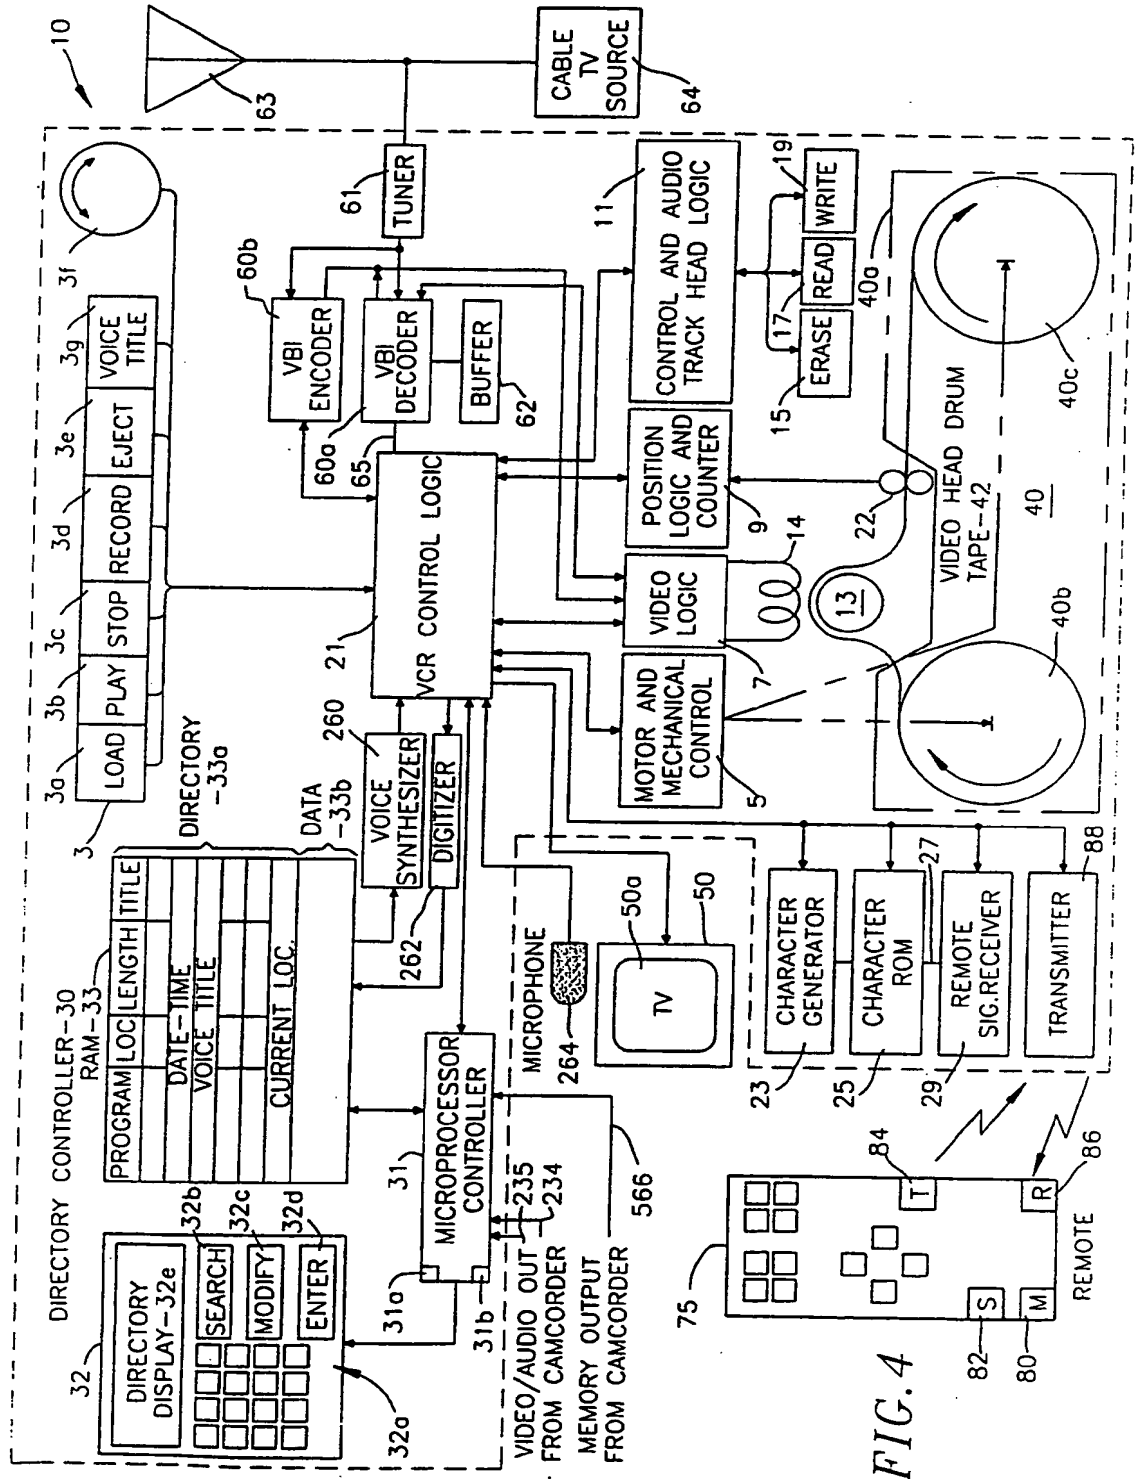 10
63
CABLE
TV
SOURCE
64
3f
3g
VOICE
TITLE
3e
EJECT
3d
RECORD
3c
STOP
3b
PLAY
3a
LOAD
3
61
TUNER
60b
VBI
ENCODER
60a
VBI
DECODER
BUFFER
62
65
21
VCR CONTROL LOGIC
260
VOICE
SYNTHESIZER
DIGITIZER
262
DIRECTORY
-33a
DATA
-33b
DIRECTORY CONTROLLER-30
RAM-33
PROGRAM LOC LENGTH TITLE
DATE-TIME
VOICE TITLE
CURRENT LOC.
32
DIRECTORY
DISPLAY-32e
32b
SEARCH
32c
MODIFY
32d
ENTER
32a
31
MICROPROCESSOR
CONTROLLER
31a
31b
235
234
VIDEO/AUDIO OUT
FROM CAMCORDER
MEMORY OUTPUT
FROM CAMCORDER
566
MICROPHONE
264
50a
TV
50
11
CONTROL AND AUDIO
TRACK HEAD LOGIC
POSITION
LOGIC AND
COUNTER
9
VIDEO
LOGIC
7
14
MOTOR AND
MECHANICAL
CONTROL
5
15
ERASE
17
READ
19
WRITE
40a
22
13
VIDEO HEAD DRUM
TAPE-42
40
40b
40c
CHARACTER
GENERATOR
23
CHARACTER
ROM
25
27
REMOTE
SIG.RECEIVER
29
TRANSMITTER
88
75
T
84
R
86
S
82
M
80
REMOTE
FIG. 4